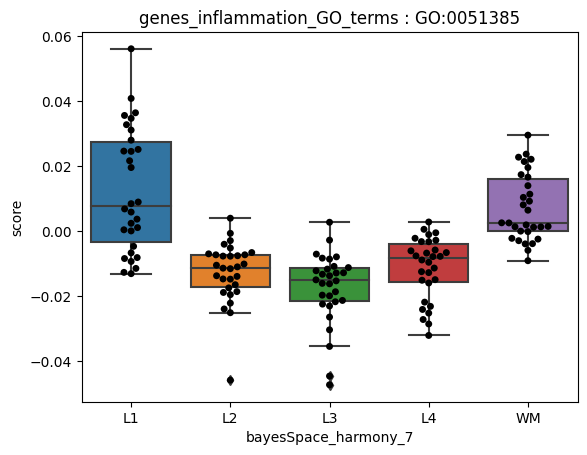 genes_inflammation_GO_terms : GO:0051385
score
0.06
0.04
0.02
0.00
−0.02
−0.04
L1
L2
L3
L4
WM
bayesSpace_harmony_7